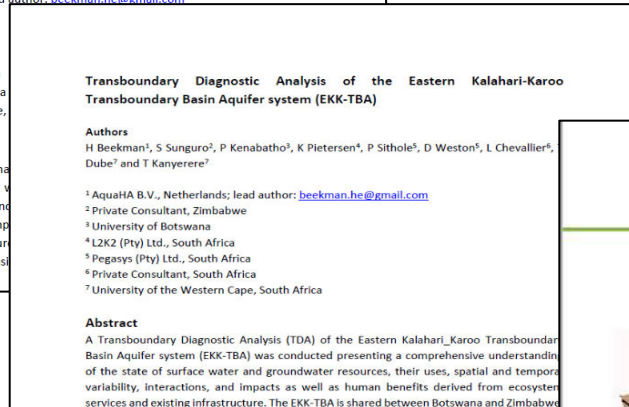 author: beekman.he@gmail.com
Transboundary Diagnostic Analysis of the Eastern Kalahari-Karoo
Transboundary Basin Aquifer system (EKK-TBA)
Authors
H Beekman¹, S Sunguro², P Kenabatho³, K Pietersen⁴, P Sithole⁵, D Weston⁵, L Chevallier⁶,
Dube⁷ and T Kanyerere⁷
¹ AquaHA B.V., Netherlands; lead author: beekman.he@gmail.com
² Private Consultant, Zimbabwe
³ University of Botswana
⁴ L2K2 (Pty) Ltd., South Africa
⁵ Pegasys (Pty) Ltd., South Africa
⁶ Private Consultant, South Africa
⁷ University of the Western Cape, South Africa
Abstract
A Transboundary Diagnostic Analysis (TDA) of the Eastern Kalahari_Karoo Transboundar
Basin Aquifer system (EKK-TBA) was conducted presenting a comprehensive understandin
of the state of surface water and groundwater resources, their uses, spatial and tempora
variability, interactions, and impacts as well as human benefits derived from ecosysten
services and existing infrastructure. The EKK-TBA is shared between Botswana and Zimbabwe